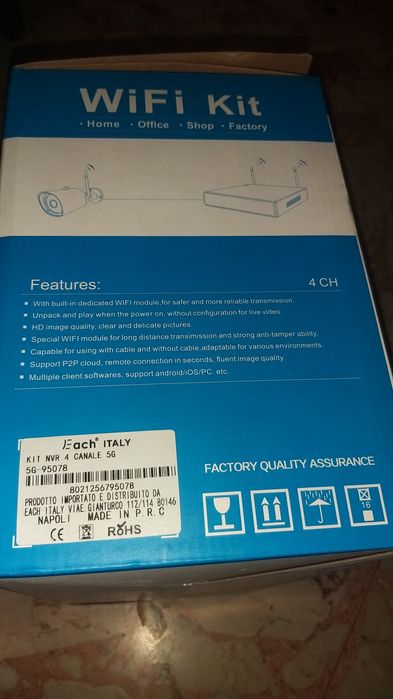 WiFi Kit
· Home · Office · Shop · Factory
Features:
4 CH
▪ With built-in dedicated WIFI module,for safer and more reliable transmission.
▪ Unpack and play when the power on, without configuration for live video.
▪ HD image quality, clear and delicate pictures.
▪ Special WIFI module for long distance transmission and strong anti-tamper ability.
▪ Capable for using with cable and without cable,adaptable for various environments.
▪ Support P2P cloud, remote connection in seconds, fluent image quality.
▪ Multiple client softwares, support android/iOS/PC, etc.
Each® ITALY
KIT NVR 4 CANALE 5G
5G-95078
8021256795078
PRODOTTO IMPORTATO E DISTRIBUITO DA
EACH ITALY VIAE.GIANTURCO 112/114 80146
NAPOLI MADE IN P.R.C
CE RoHS
FACTORY QUALITY ASSURANCE
16